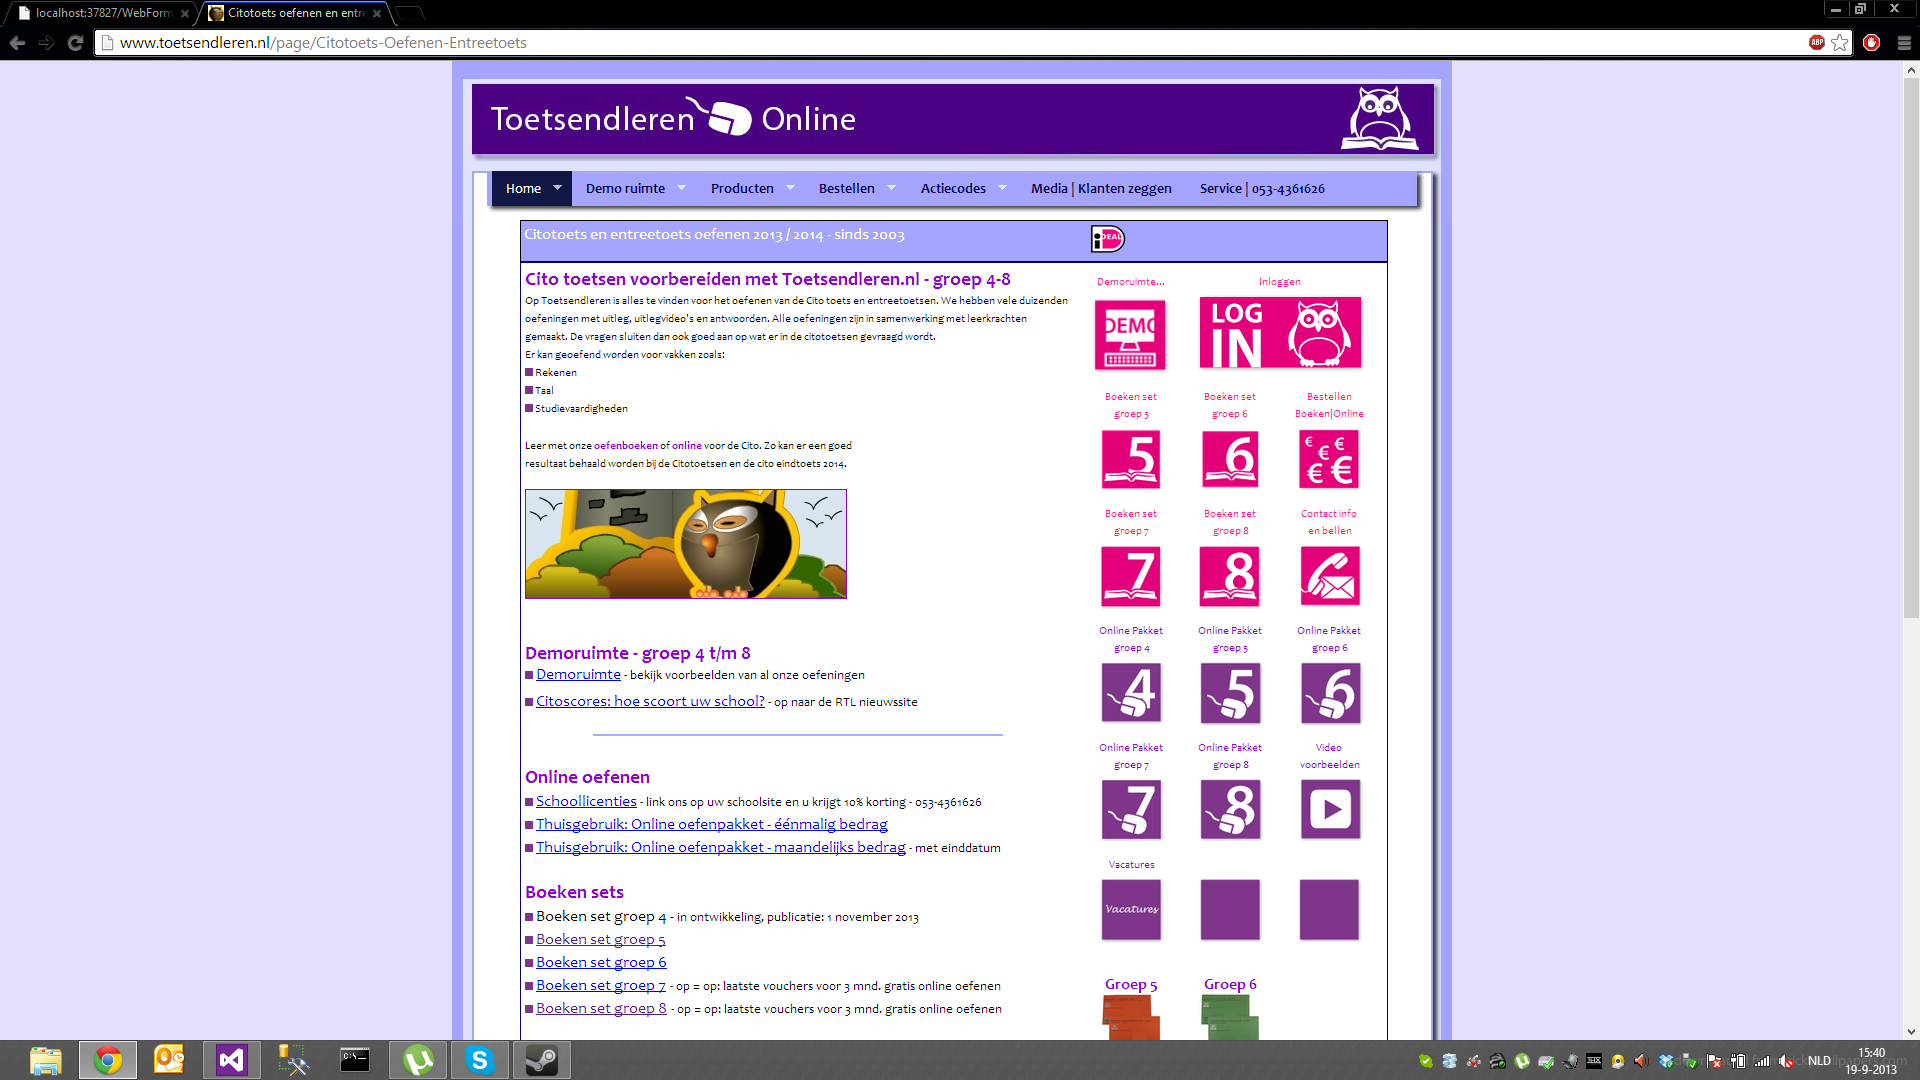 localhost:37827/WebForm
Citotoets oefenen en entre
www.toetsendleren.nl/page/Citotoets-Oefenen-Entreetoets
ABP
Toetsendleren Online
Home
Demo ruimte
Producten
Bestellen
Actiecodes
Media | Klanten zeggen
Service | 053-4361626
Citotoets en entreetoets oefenen 2013 / 2014 - sinds 2003
iDEAL
Cito toetsen voorbereiden met Toetsendleren.nl - groep 4-8
Op Toetsendleren is alles te vinden voor het oefenen van de Cito toets en entreetoetsen. We hebben vele duizenden
oefeningen met uitleg, uitlegvideo's en antwoorden. Alle oefeningen zijn in samenwerking met leerkrachten
gemaakt. De vragen sluiten dan ook goed aan op wat er in de citotoetsen gevraagd wordt.
Er kan geoefend worden voor vakken zoals:
Rekenen
Taal
Studievaardigheden
Leer met onze oefenboeken of online voor de Cito. Zo kan er een goed
resultaat behaald worden bij de Citotoetsen en de cito eindtoets 2014.
Demoruimte - groep 4 t/m 8
Demoruimte - bekijk voorbeelden van al onze oefeningen
Citoscores: hoe scoort uw school? - op naar de RTL nieuwssite
Online oefenen
Schoollicenties - link ons op uw schoolsite en u krijgt 10% korting - 053-4361626
Thuisgebruik: Online oefenpakket - éénmalig bedrag
Thuisgebruik: Online oefenpakket - maandelijks bedrag - met einddatum
Boeken sets
Boeken set groep 4 - in ontwikkeling, publicatie: 1 november 2013
Boeken set groep 5
Boeken set groep 6
Boeken set groep 7 - op = op: laatste vouchers voor 3 mnd. gratis online oefenen
Boeken set groep 8 - op = op: laatste vouchers voor 3 mnd. gratis online oefenen
Demoruimte...
Inloggen
DEMO
LOG
IN
Boeken set
groep 5
Boeken set
groep 6
Bestellen
Boeken|Online
5
6
€ € € € €
Boeken set
groep 7
Boeken set
groep 8
Contact info
en bellen
7
8
Online Pakket
groep 4
Online Pakket
groep 5
Online Pakket
groep 6
4
5
6
Online Pakket
groep 7
Online Pakket
groep 8
Video
voorbeelden
7
8
Vacatures
Vacatures
Groep 5
Groep 6
NLD
15:40
19-9-2013